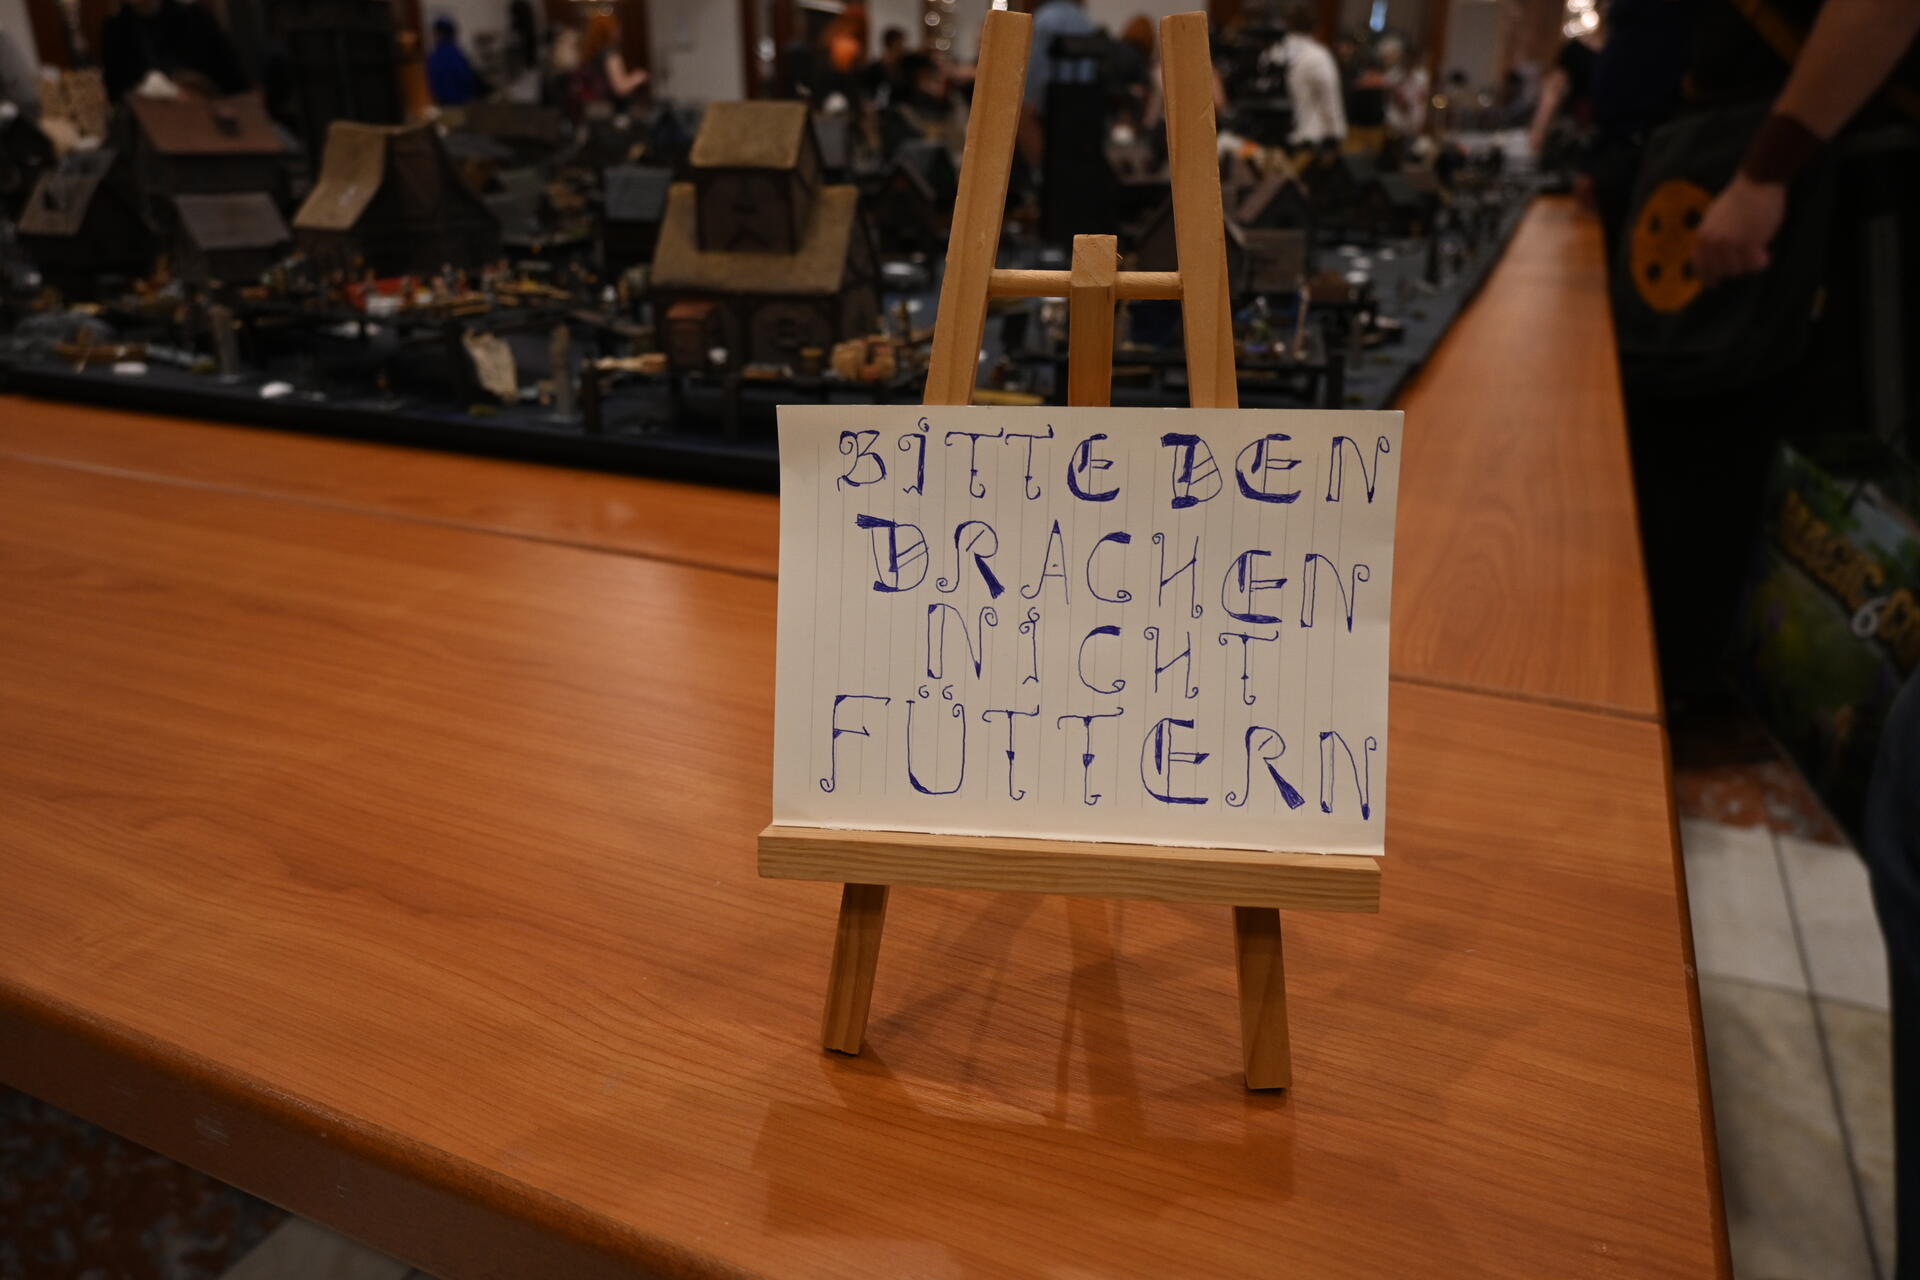 BITTE DEN
DRACHEN
NICHT
FÜTTERN